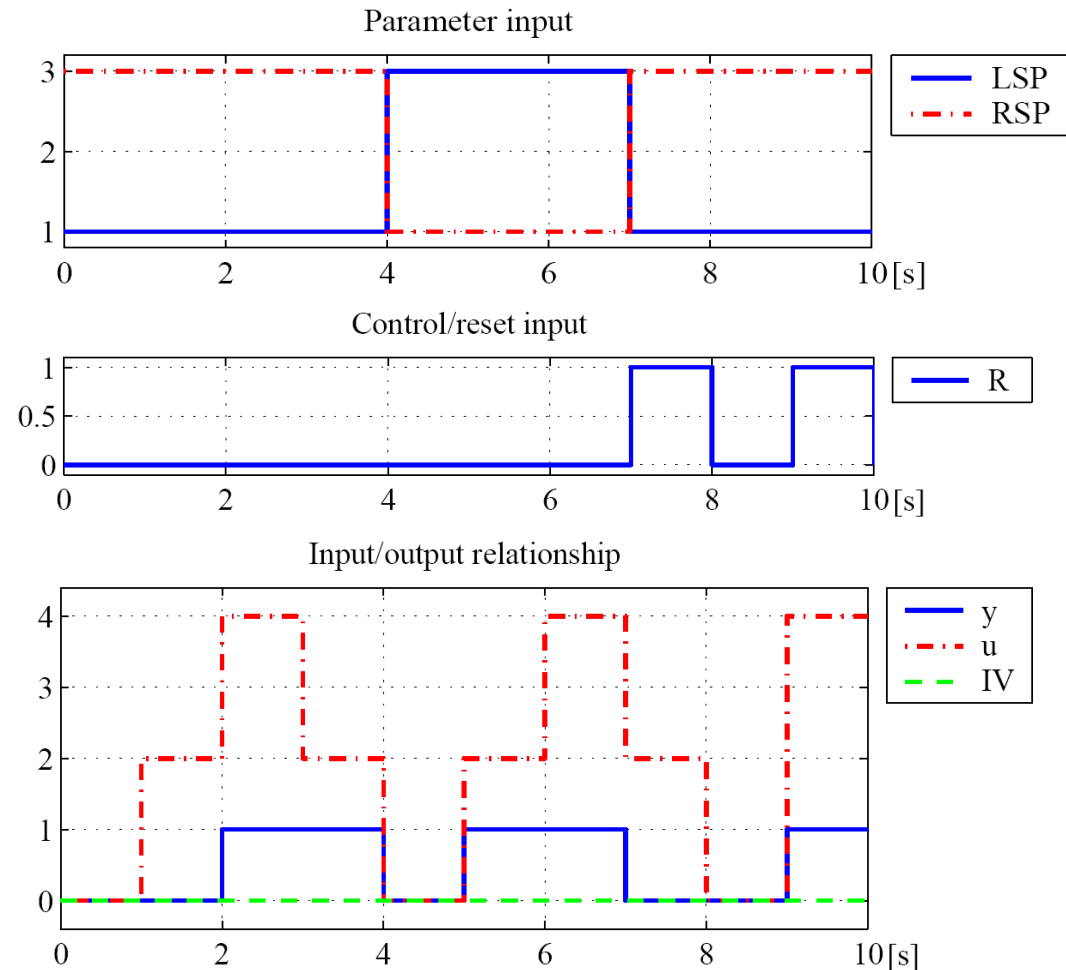 Parameter input
3
2
1
0 2 4 6 8 10[s]
LSP
RSP
Control/reset input
1
0.5
0
0 2 4 6 8 10[s]
R
Input/output relationship
4
3
2
1
0
0 2 4 6 8 10[s]
y
u
IV